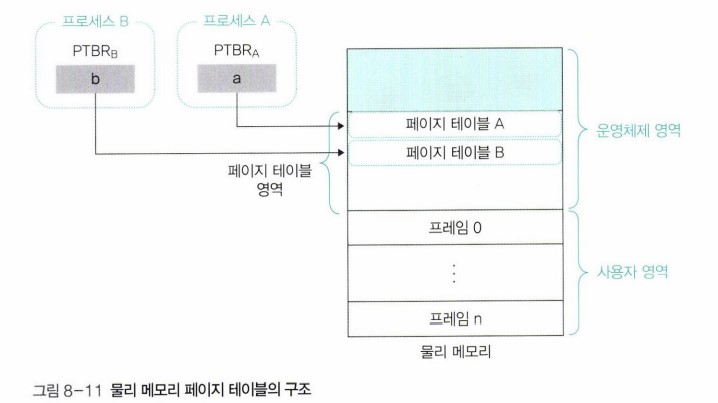 프로세스 B
프로세스 A
PTBRB
PTBRA
b
a
페이지 테이블 A
페이지 테이블 B
운영체제 영역
페이지 테이블
영역
프레임 0
⋮
사용자 영역
프레임 n
물리 메모리
그림 8-11 물리 메모리 페이지 테이블의 구조